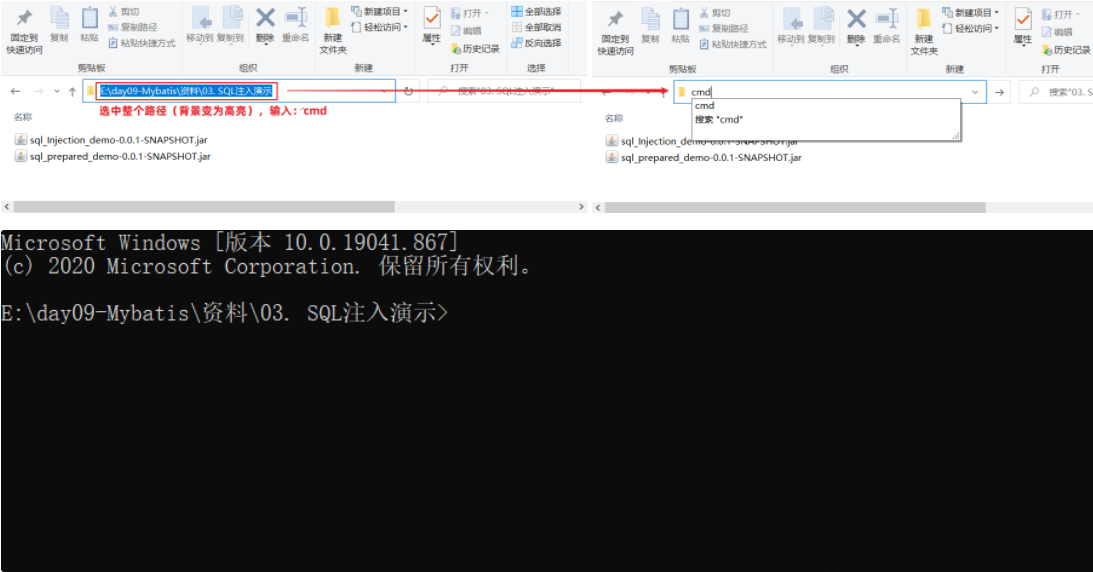 固定到
快速访问
复制
粘贴
剪切
复制路径
粘贴快捷方式
剪贴板
移动到
复制到
删除
重命名
组织
新建
文件夹
新建项目
轻松访问
新建
属性
打开
编辑
历史记录
打开
全部选择
全部取消
反向选择
选择
E:\day09-Mybatis\资料\03. SQL注入演示
搜索"03. SQL注入演示"
选中整个路径（背景变为高亮），输入：cmd
名称
sql_Injection_demo-0.0.1-SNAPSHOT.jar
sql_prepared_demo-0.0.1-SNAPSHOT.jar
固定到
快速访问
复制
粘贴
剪切
复制路径
粘贴快捷方式
剪贴板
移动到
复制到
删除
重命名
组织
新建
文件夹
新建项目
轻松访问
新建
属性
打开
编辑
历史记录
打开
cmd
搜索"03. S
cmd
搜索 "cmd"
名称
sql_Injection_demo-0.0.1-SNAPSHOT.jar
sql_prepared_demo-0.0.1-SNAPSHOT.jar
Microsoft Windows [版本 10.0.19041.867]
(c) 2020 Microsoft Corporation. 保留所有权利。
E:\day09-Mybatis\资料\03. SQL注入演示>